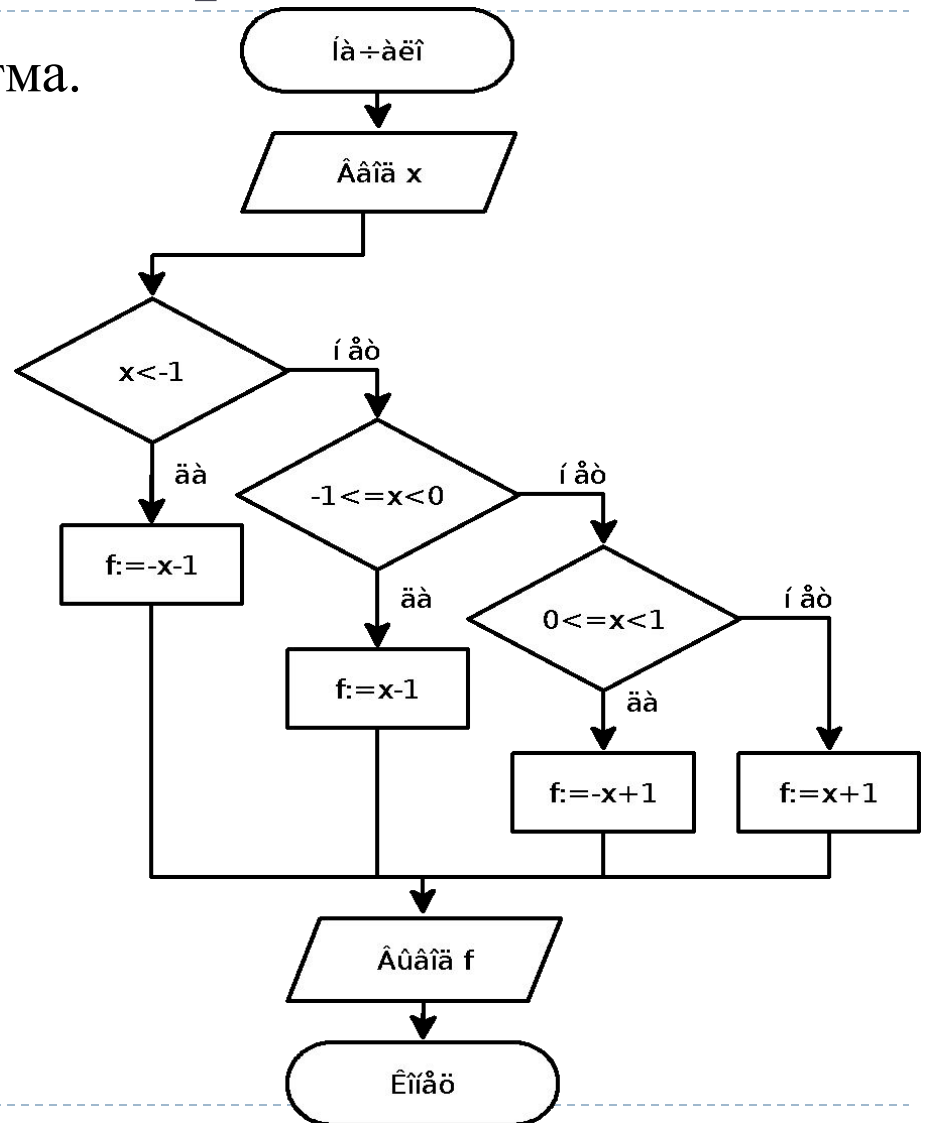 тма.
Íà÷àëî
Ââîä x
x<-1
í åò
äà
-1<=x<0
í åò
f:=-x-1
äà
0<=x<1
í åò
f:=x-1
äà
f:=-x+1
f:=x+1
Âûâîä f
Êîíåö